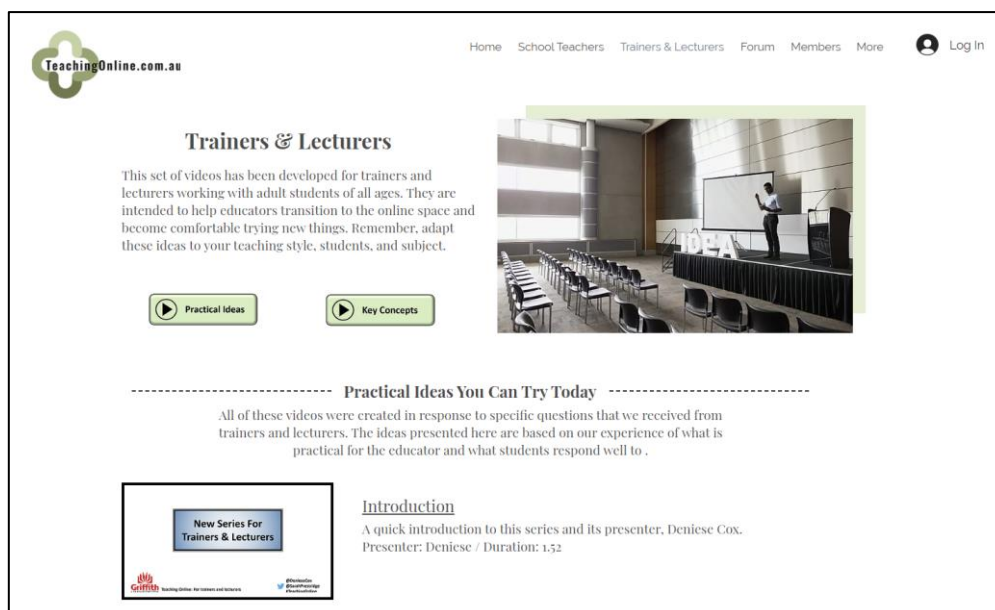 TeachingOnline.com.au
Home School Teachers Trainers & Lecturers Forum Members More Log In
Trainers & Lecturers
This set of videos has been developed for trainers and
lecturers working with adult students of all ages. They are
intended to help educators transition to the online space and
become comfortable trying new things. Remember, adapt
these ideas to your teaching style, students, and subject.
Practical Ideas
Key Concepts
IDEA
Practical Ideas You Can Try Today
All of these videos were created in response to specific questions that we received from
trainers and lecturers. The ideas presented here are based on our experience of what is
practical for the educator and what students respond well to .
New Series For
Trainers & Lecturers
Griffith
Teaching Online: For trainers and lecturers
@DenieseCox
Introduction
A quick introduction to this series and its presenter, Deniese Cox.
Presenter: Deniese / Duration: 1.52